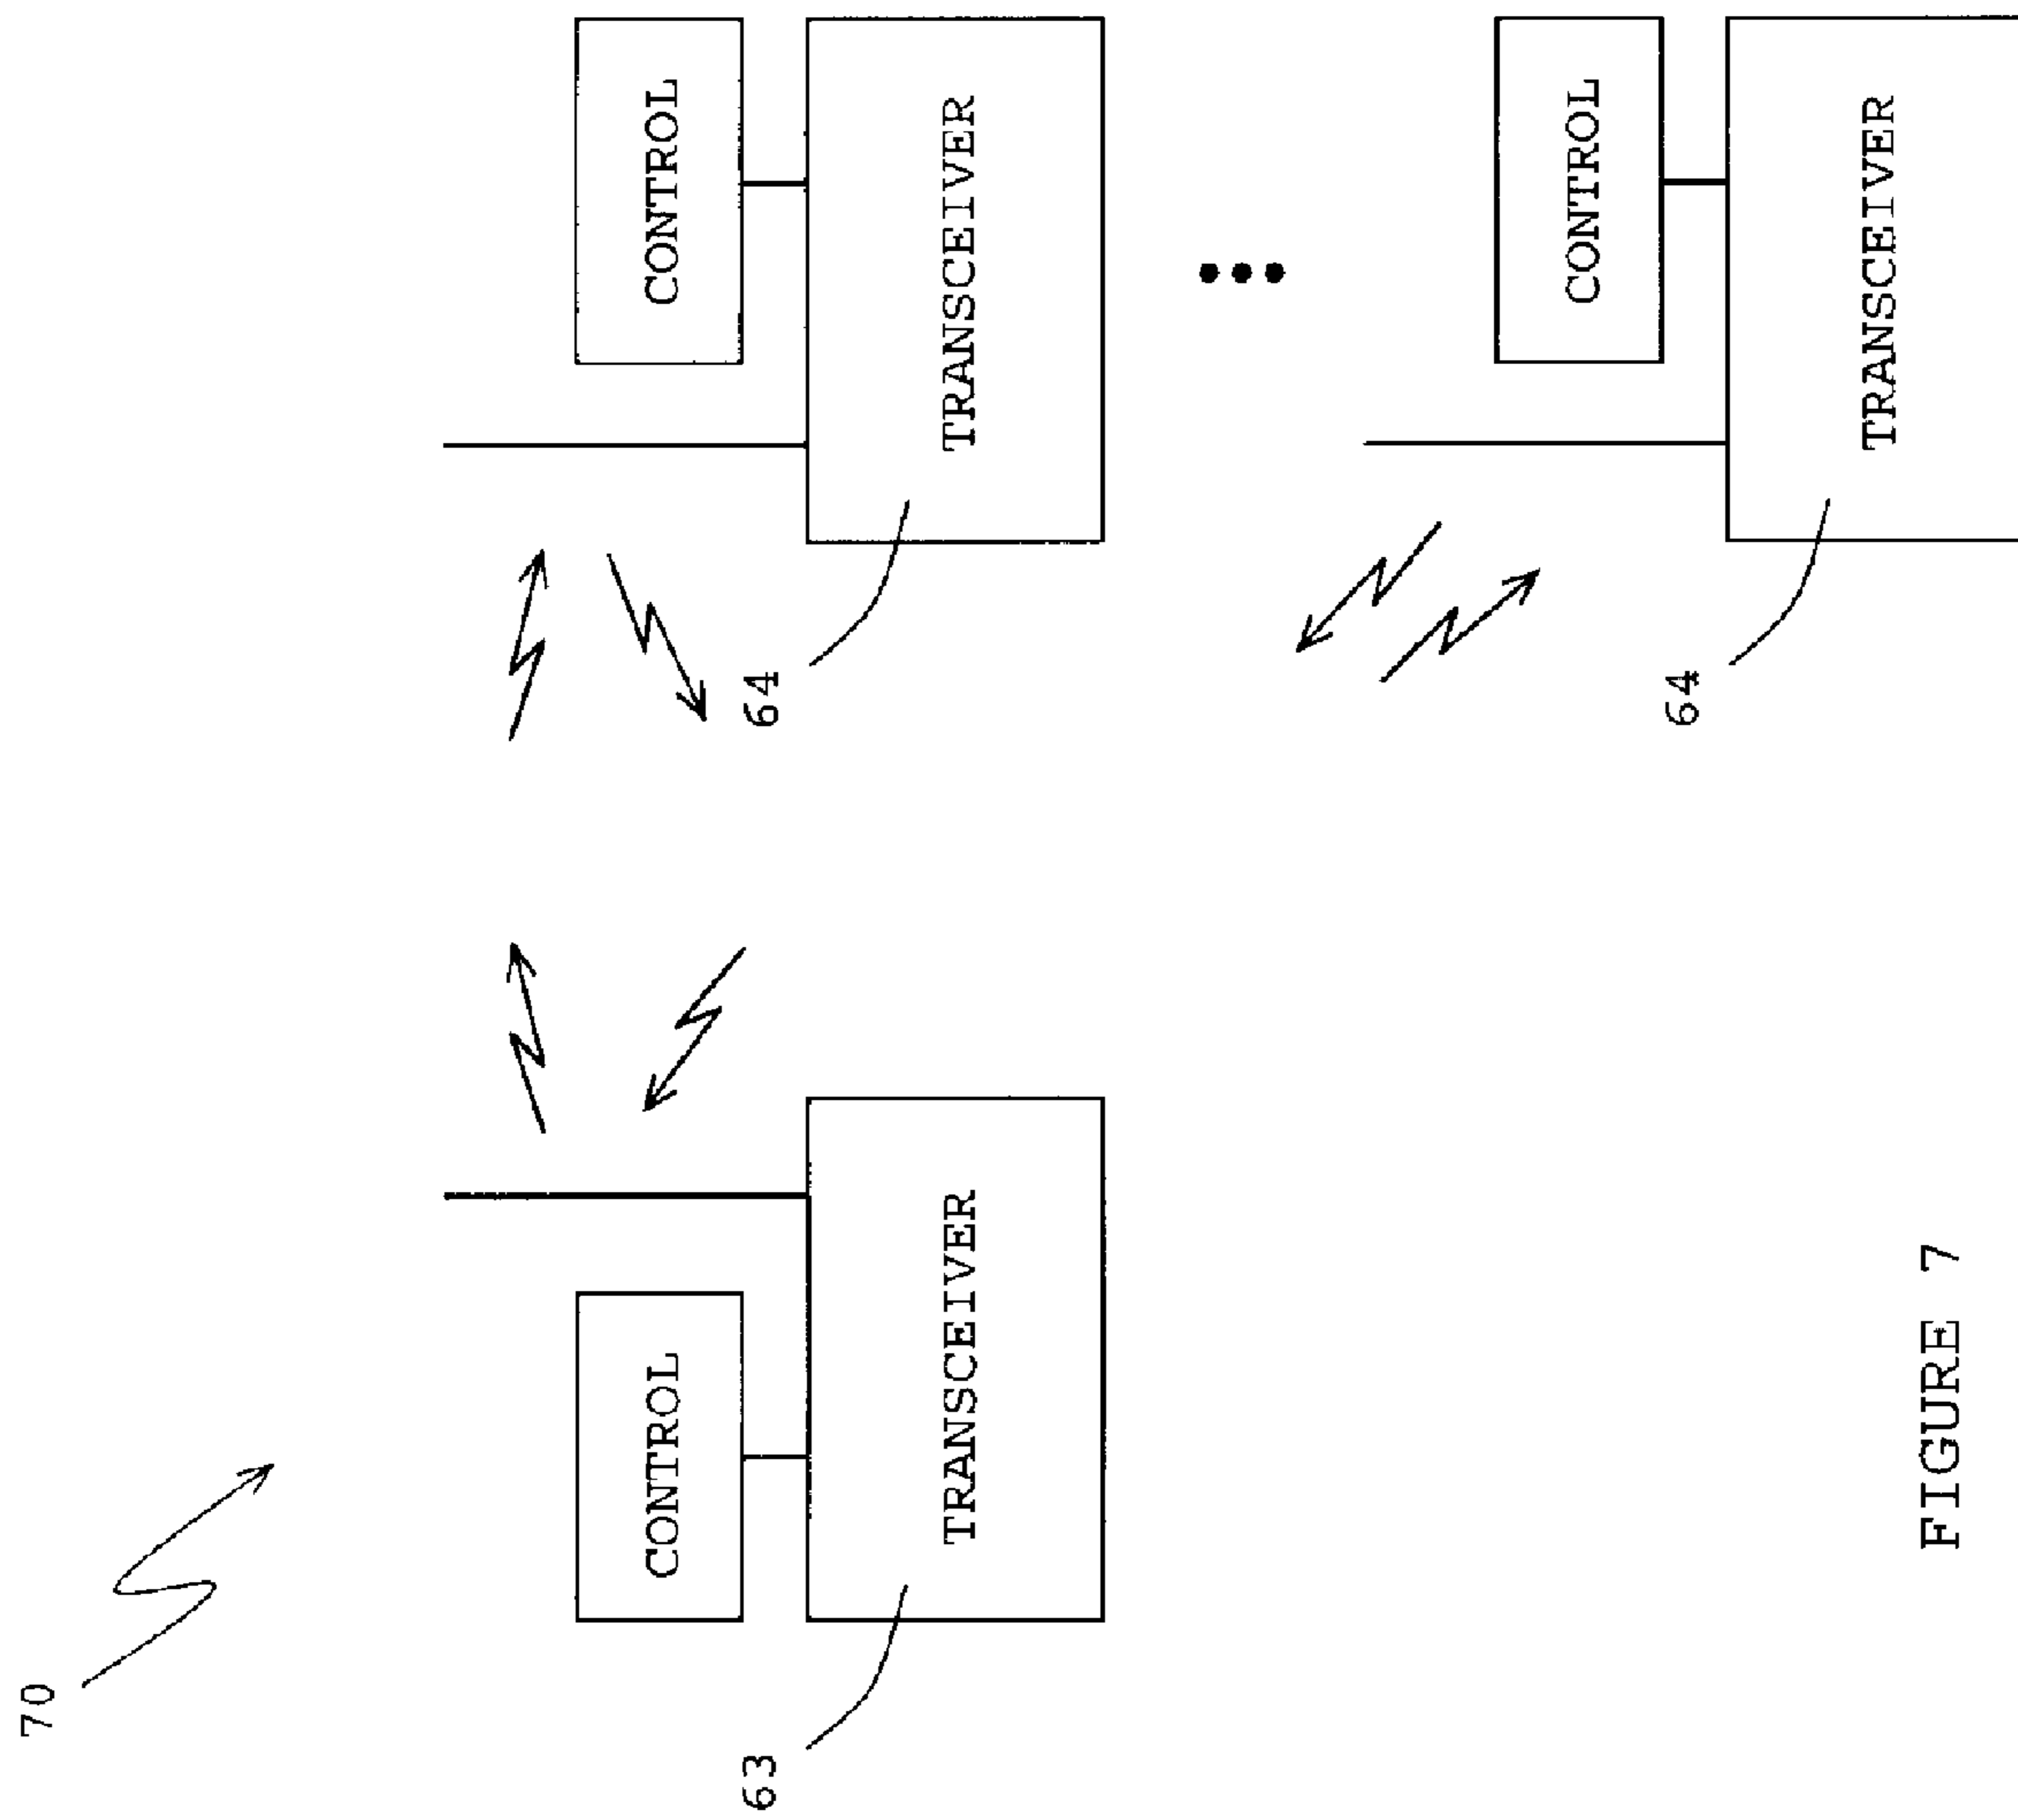 70
CONTROL
CONTROL
63
64
TRANSCEIVER
TRANSCEIVER
CONTROL
64
TRANSCEIVER
FIGURE 7